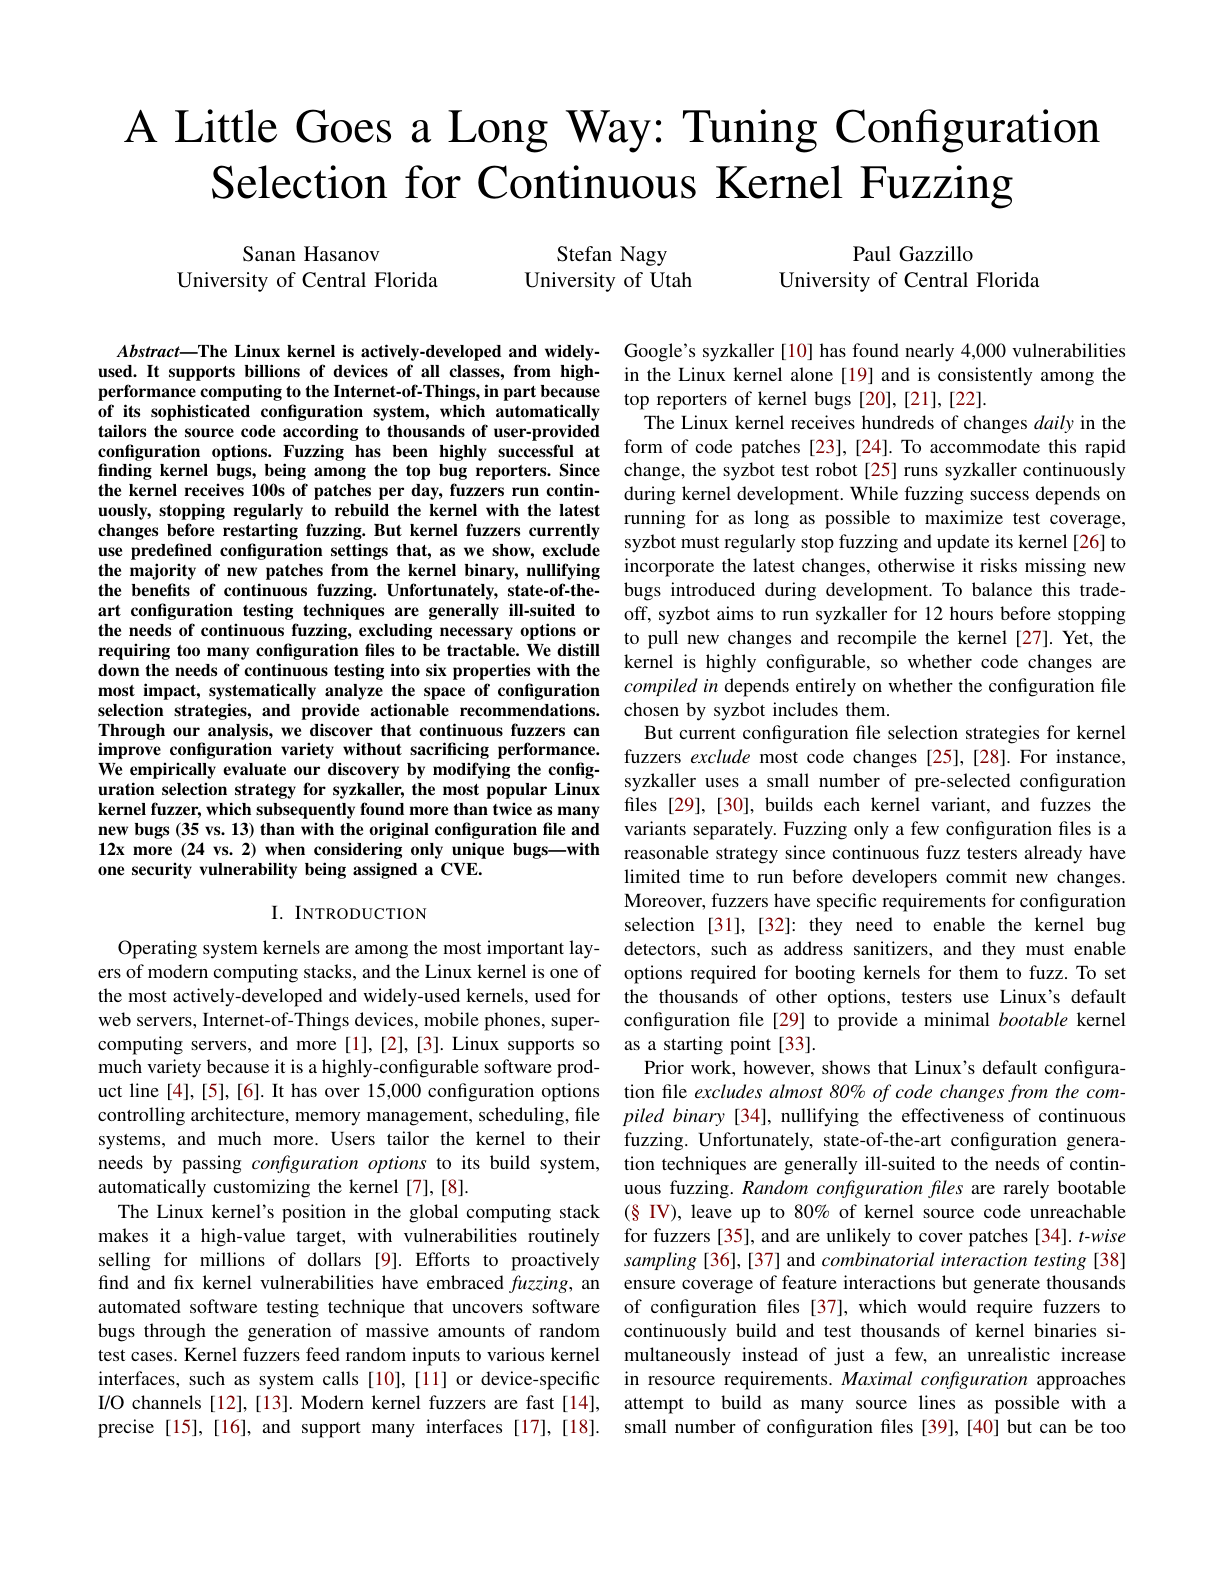 A Little Goes a Long Way: Tuning Configuration
Selection for Continuous Kernel Fuzzing
Sanan Hasanov
University of Central Florida
Stefan Nagy
University of Utah
Paul Gazzillo
University of Central Florida
Abstract—The Linux kernel is actively-developed and widely-
used. It supports billions of devices of all classes, from high-
performance computing to the Internet-of-Things, in part because
of its sophisticated configuration system, which automatically
tailors the source code according to thousands of user-provided
configuration options. Fuzzing has been highly successful at
finding kernel bugs, being among the top bug reporters. Since
the kernel receives 100s of patches per day, fuzzers run contin-
uously, stopping regularly to rebuild the kernel with the latest
changes before restarting fuzzing. But kernel fuzzers currently
use predefined configuration settings that, as we show, exclude
the majority of new patches from the kernel binary, nullifying
the benefits of continuous fuzzing. Unfortunately, state-of-the-
art configuration testing techniques are generally ill-suited to
the needs of continuous fuzzing, excluding necessary options or
requiring too many configuration files to be tractable. We distill
down the needs of continuous testing into six properties with the
most impact, systematically analyze the space of configuration
selection strategies, and provide actionable recommendations.
Through our analysis, we discover that continuous fuzzers can
improve configuration variety without sacrificing performance.
We empirically evaluate our discovery by modifying the config-
uration selection strategy for syzkaller, the most popular Linux
kernel fuzzer, which subsequently found more than twice as many
new bugs (35 vs. 13) than with the original configuration file and
12x more (24 vs. 2) when considering only unique bugs—with
one security vulnerability being assigned a CVE.
I. INTRODUCTION
Operating system kernels are among the most important lay-
ers of modern computing stacks, and the Linux kernel is one of
the most actively-developed and widely-used kernels, used for
web servers, Internet-of-Things devices, mobile phones, super-
computing servers, and more [1], [2], [3]. Linux supports so
much variety because it is a highly-configurable software prod-
uct line [4], [5], [6]. It has over 15,000 configuration options
controlling architecture, memory management, scheduling, file
systems, and much more. Users tailor the kernel to their
needs by passing configuration options to its build system,
automatically customizing the kernel [7], [8].
The Linux kernel's position in the global computing stack
makes it a high-value target, with vulnerabilities routinely
selling for millions of dollars [9]. Efforts to proactively
find and fix kernel vulnerabilities have embraced fuzzing, an
automated software testing technique that uncovers software
bugs through the generation of massive amounts of random
test cases. Kernel fuzzers feed random inputs to various kernel
interfaces, such as system calls [10], [11] or device-specific
I/O channels [12], [13]. Modern kernel fuzzers are fast [14],
precise [15], [16], and support many interfaces [17], [18].
Google's syzkaller [10] has found nearly 4,000 vulnerabilities
in the Linux kernel alone [19] and is consistently among the
top reporters of kernel bugs [20], [21], [22].
The Linux kernel receives hundreds of changes daily in the
form of code patches [23], [24]. To accommodate this rapid
change, the syzbot test robot [25] runs syzkaller continuously
during kernel development. While fuzzing success depends on
running for as long as possible to maximize test coverage,
syzbot must regularly stop fuzzing and update its kernel [26] to
incorporate the latest changes, otherwise it risks missing new
bugs introduced during development. To balance this trade-
off, syzbot aims to run syzkaller for 12 hours before stopping
to pull new changes and recompile the kernel [27]. Yet, the
kernel is highly configurable, so whether code changes are
compiled in depends entirely on whether the configuration file
chosen by syzbot includes them.
But current configuration file selection strategies for kernel
fuzzers exclude most code changes [25], [28]. For instance,
syzkaller uses a small number of pre-selected configuration
files [29], [30], builds each kernel variant, and fuzzes the
variants separately. Fuzzing only a few configuration files is a
reasonable strategy since continuous fuzz testers already have
limited time to run before developers commit new changes.
Moreover, fuzzers have specific requirements for configuration
selection [31], [32]: they need to enable the kernel bug
detectors, such as address sanitizers, and they must enable
options required for booting kernels for them to fuzz. To set
the thousands of other options, testers use Linux's default
configuration file [29] to provide a minimal bootable kernel
as a starting point [33].
Prior work, however, shows that Linux's default configura-
tion file excludes almost 80% of code changes from the com-
piled binary [34], nullifying the effectiveness of continuous
fuzzing. Unfortunately, state-of-the-art configuration genera-
tion techniques are generally ill-suited to the needs of contin-
uous fuzzing. Random configuration files are rarely bootable
(§ IV), leave up to 80% of kernel source code unreachable
for fuzzers [35], and are unlikely to cover patches [34]. t-wise
sampling [36], [37] and combinatorial interaction testing [38]
ensure coverage of feature interactions but generate thousands
of configuration files [37], which would require fuzzers to
continuously build and test thousands of kernel binaries si-
multaneously instead of just a few, an unrealistic increase
in resource requirements. Maximal configuration approaches
attempt to build as many source lines as possible with a
small number of configuration files [39], [40] but can be too